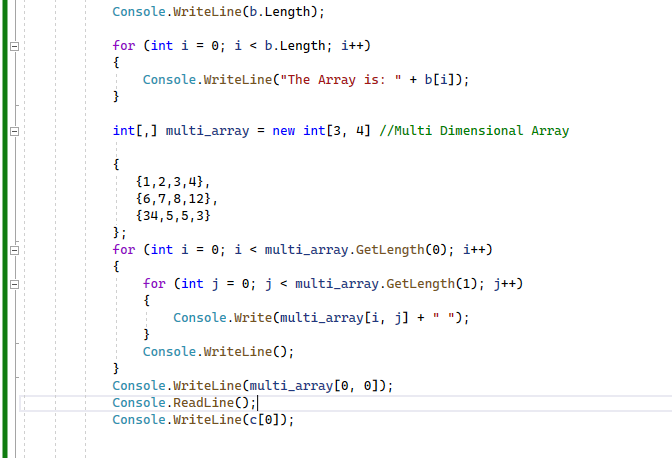 Console.WriteLine(b.Length);
for (int i = 0; i < b.Length; i++)
{
Console.WriteLine("The Array is: " + b[i]);
}
int[,] multi_array = new int[3, 4] //Multi Dimensional Array
{
{1,2,3,4},
{6,7,8,12},
{34,5,5,3}
};
for (int i = 0; i < multi_array.GetLength(0); i++)
{
for (int j = 0; j < multi_array.GetLength(1); j++)
{
Console.Write(multi_array[i, j] + " ");
}
Console.WriteLine();
}
Console.WriteLine(multi_array[0, 0]);
Console.ReadLine();
Console.WriteLine(c[0]);